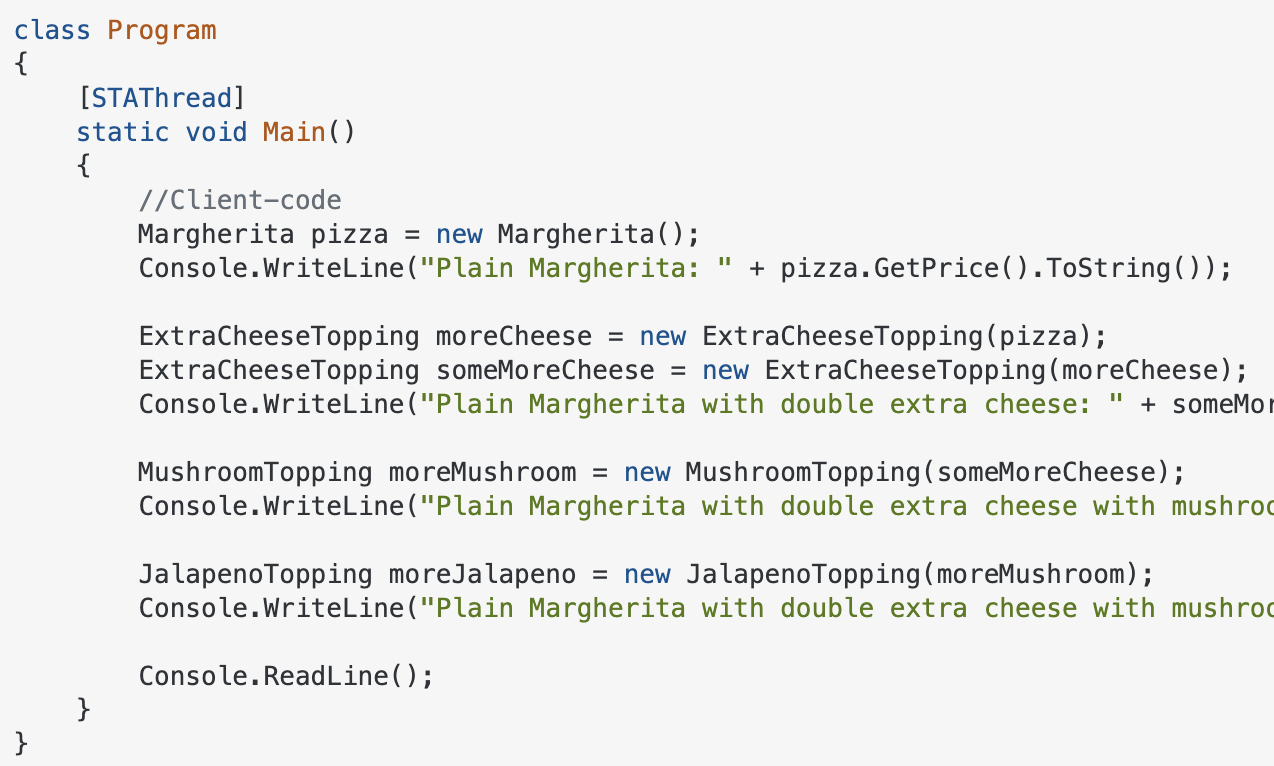 class Program
{
    [STAThread]
    static void Main()
    {
        //Client-code
        Margherita pizza = new Margherita();
        Console.WriteLine("Plain Margherita: " + pizza.GetPrice().ToString());

        ExtraCheeseTopping moreCheese = new ExtraCheeseTopping(pizza);
        ExtraCheeseTopping someMoreCheese = new ExtraCheeseTopping(moreCheese);
        Console.WriteLine("Plain Margherita with double extra cheese: " + someMor

        MushroomTopping moreMushroom = new MushroomTopping(someMoreCheese);
        Console.WriteLine("Plain Margherita with double extra cheese with mushroo

        JalapenoTopping moreJalapeno = new JalapenoTopping(moreMushroom);
        Console.WriteLine("Plain Margherita with double extra cheese with mushroo

        Console.ReadLine();
    }
}